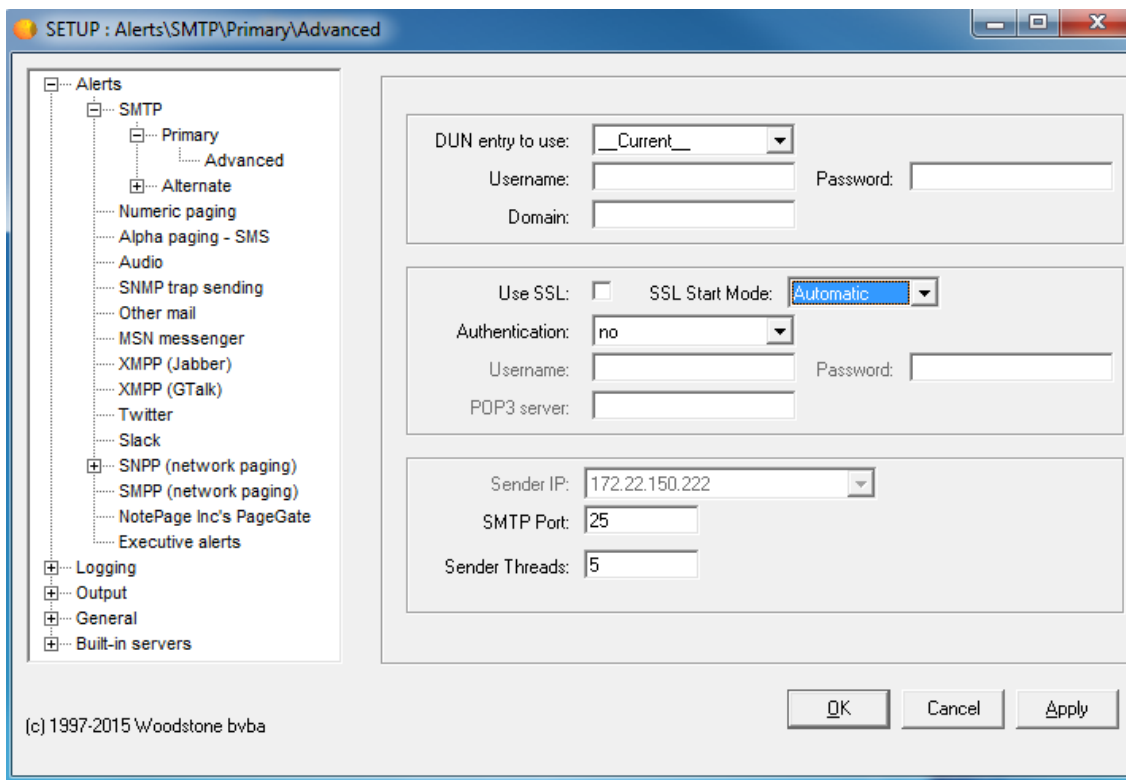 SETUP : Alerts\SMTP\Primary\Advanced
Alerts
SMTP
Primary
Advanced
Alternate
Numeric paging
Alpha paging - SMS
Audio
SNMP trap sending
Other mail
MSN messenger
XMPP (Jabber)
XMPP (GTalk)
Twitter
Slack
SNPP (network paging)
SMPP (network paging)
NotePage Inc's PageGate
Executive alerts
Logging
Output
General
Built-in servers
DUN entry to use: __Current__
Username: Password:
Domain:
Use SSL: SSL Start Mode: Automatic
Authentication: no
Username: Password:
POP3 server:
Sender IP: 172.22.150.222
SMTP Port: 25
Sender Threads: 5
(c) 1997-2015 Woodstone bvba
OK Cancel Apply